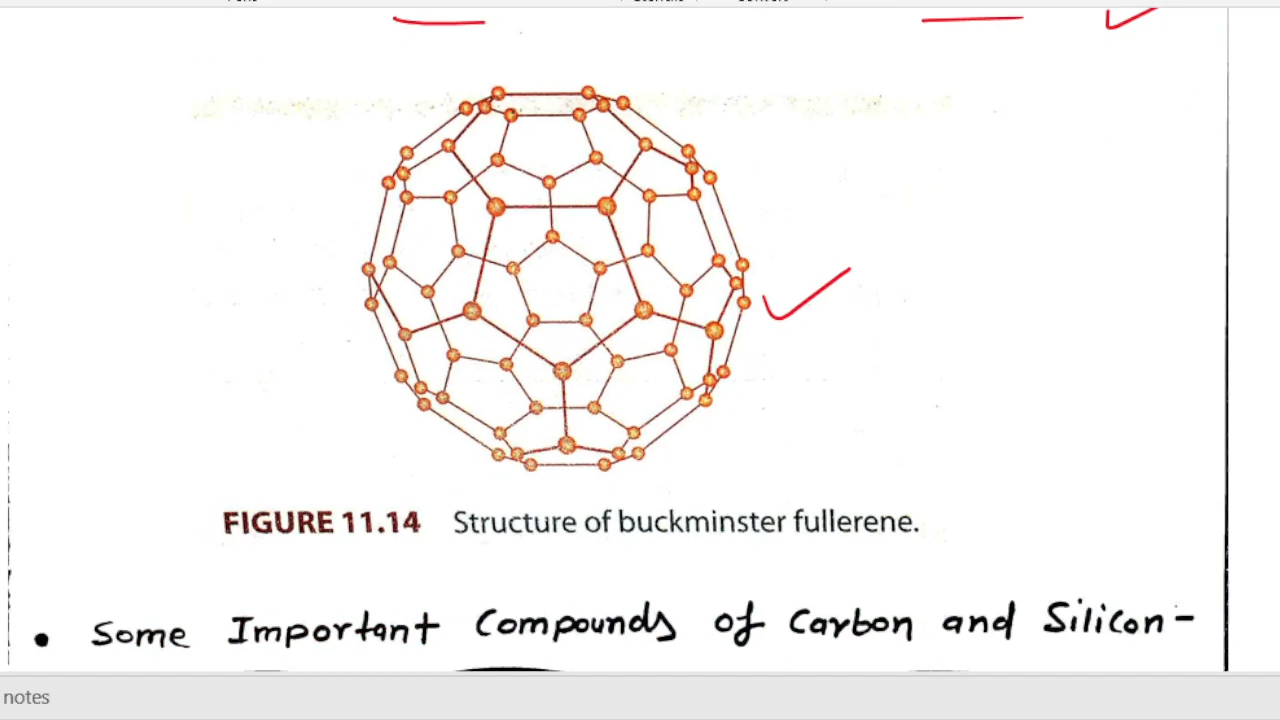 FIGURE 11.14 Structure of buckminster fullerene.
• Some Important Compounds of Carbon and Silicon-
notes